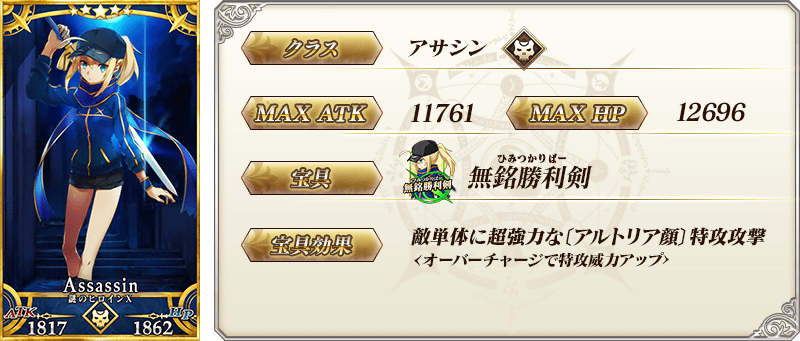 Assassin
謎のヒロインX
ATK
HP
1817
1862
クラス
アサシン
MAX ATK
11761
MAX HP
12696
宝具
無銘勝利剣
ひみつかりばー
無銘勝利剣
宝具効果
敵単体に超強力な〔アルトリア顔〕特攻攻撃
<オーバーチャージで特攻威力アップ>